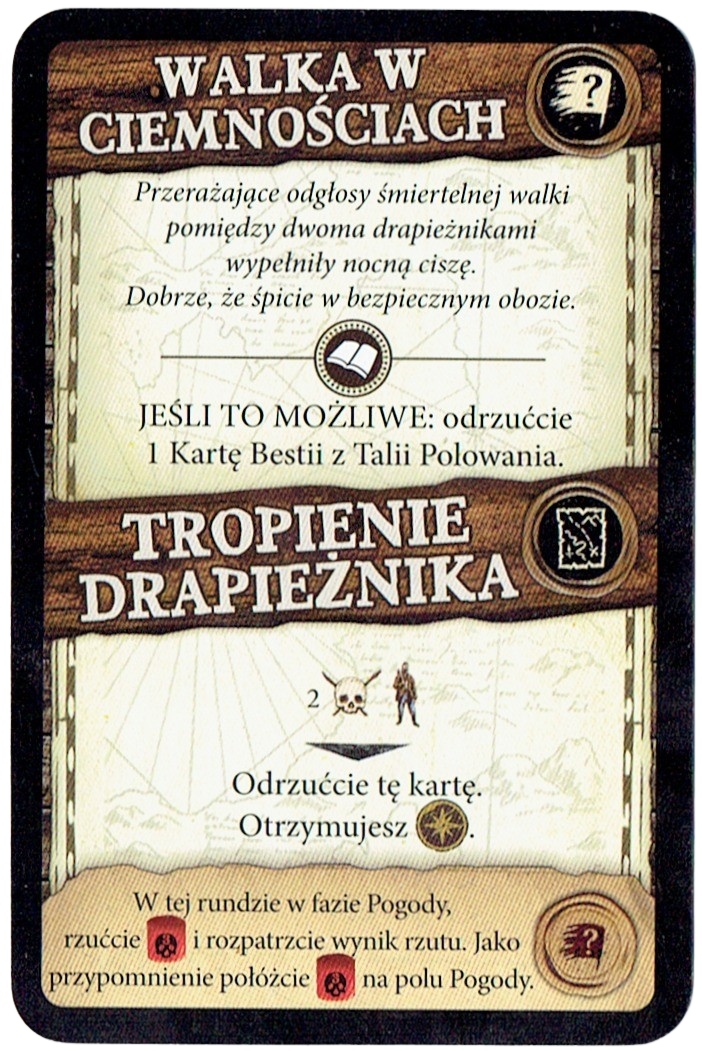 WALKA W
CIEMNOŚCIACH
?
Przerażające odgłosy śmiertelnej walki
pomiędzy dwoma drapieżnikami
wypełniły nocną ciszę.
Dobrze, że śpicie w bezpiecznym obozie.
JEŚLI TO MOŻLIWE: odrzućcie
1 Kartę Bestii z Talii Polowania.
TROPIENIE
DRAPIEŻNIKA
2
Odrzućcie tę kartę.
Otrzymujesz .
W tej rundzie w fazie Pogody,
rzućcie i rozpatrzcie wynik rzutu. Jako
przypomnienie połóżcie na polu Pogody.
?